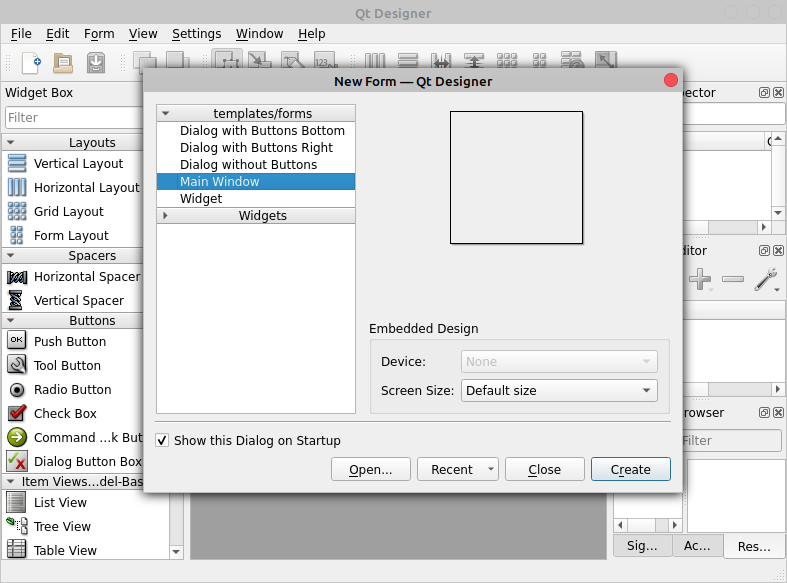 Qt Designer
File Edit Form View Settings Window Help
Widget Box
Filter
Layouts
Vertical Layout
Horizontal Layout
Grid Layout
Form Layout
Spacers
Horizontal Spacer
Vertical Spacer
Buttons
Push Button
Tool Button
Radio Button
Check Box
Command ...k But
Dialog Button Box
Item Views...del-Bas
List View
Tree View
Table View
New Form — Qt Designer
templates/forms
Dialog with Buttons Bottom
Dialog with Buttons Right
Dialog without Buttons
Main Window
Widget
Widgets
Embedded Design
Device: None
Screen Size: Default size
Show this Dialog on Startup
Open... Recent Close Create
ector
ditor
rowser
Filter
Sig... Ac... Res...